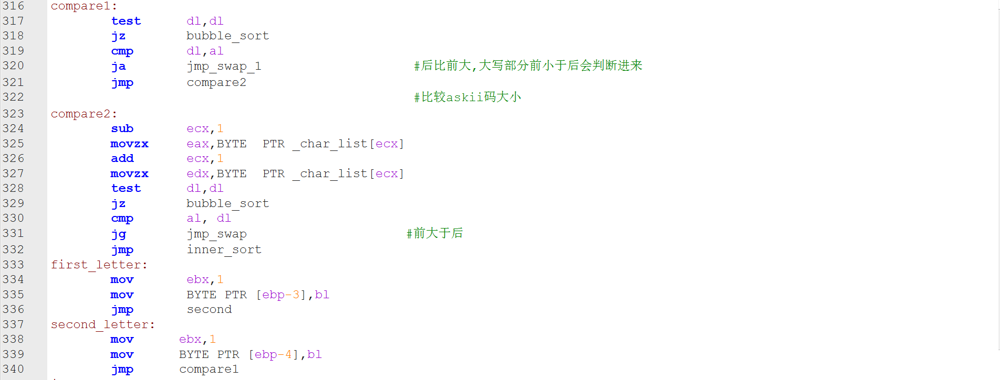 316 compare1:
317 test dl,dl
318 jz bubble_sort
319 cmp dl,al
320 ja jmp_swap_1 #后比前大,大写部分前小于后会判断进来
321 jmp compare2
322 #比较askii码大小
323 compare2:
324 sub ecx,1
325 movzx eax,BYTE PTR _char_list[ecx]
326 add ecx,1
327 movzx edx,BYTE PTR _char_list[ecx]
328 test dl,dl
329 jz bubble_sort
330 cmp al, dl
331 jg jmp_swap #前大于后
332 jmp inner_sort
333 first_letter:
334 mov ebx,1
335 mov BYTE PTR [ebp-3],bl
336 jmp second
337 second_letter:
338 mov ebx,1
339 mov BYTE PTR [ebp-4],bl
340 jmp compare1